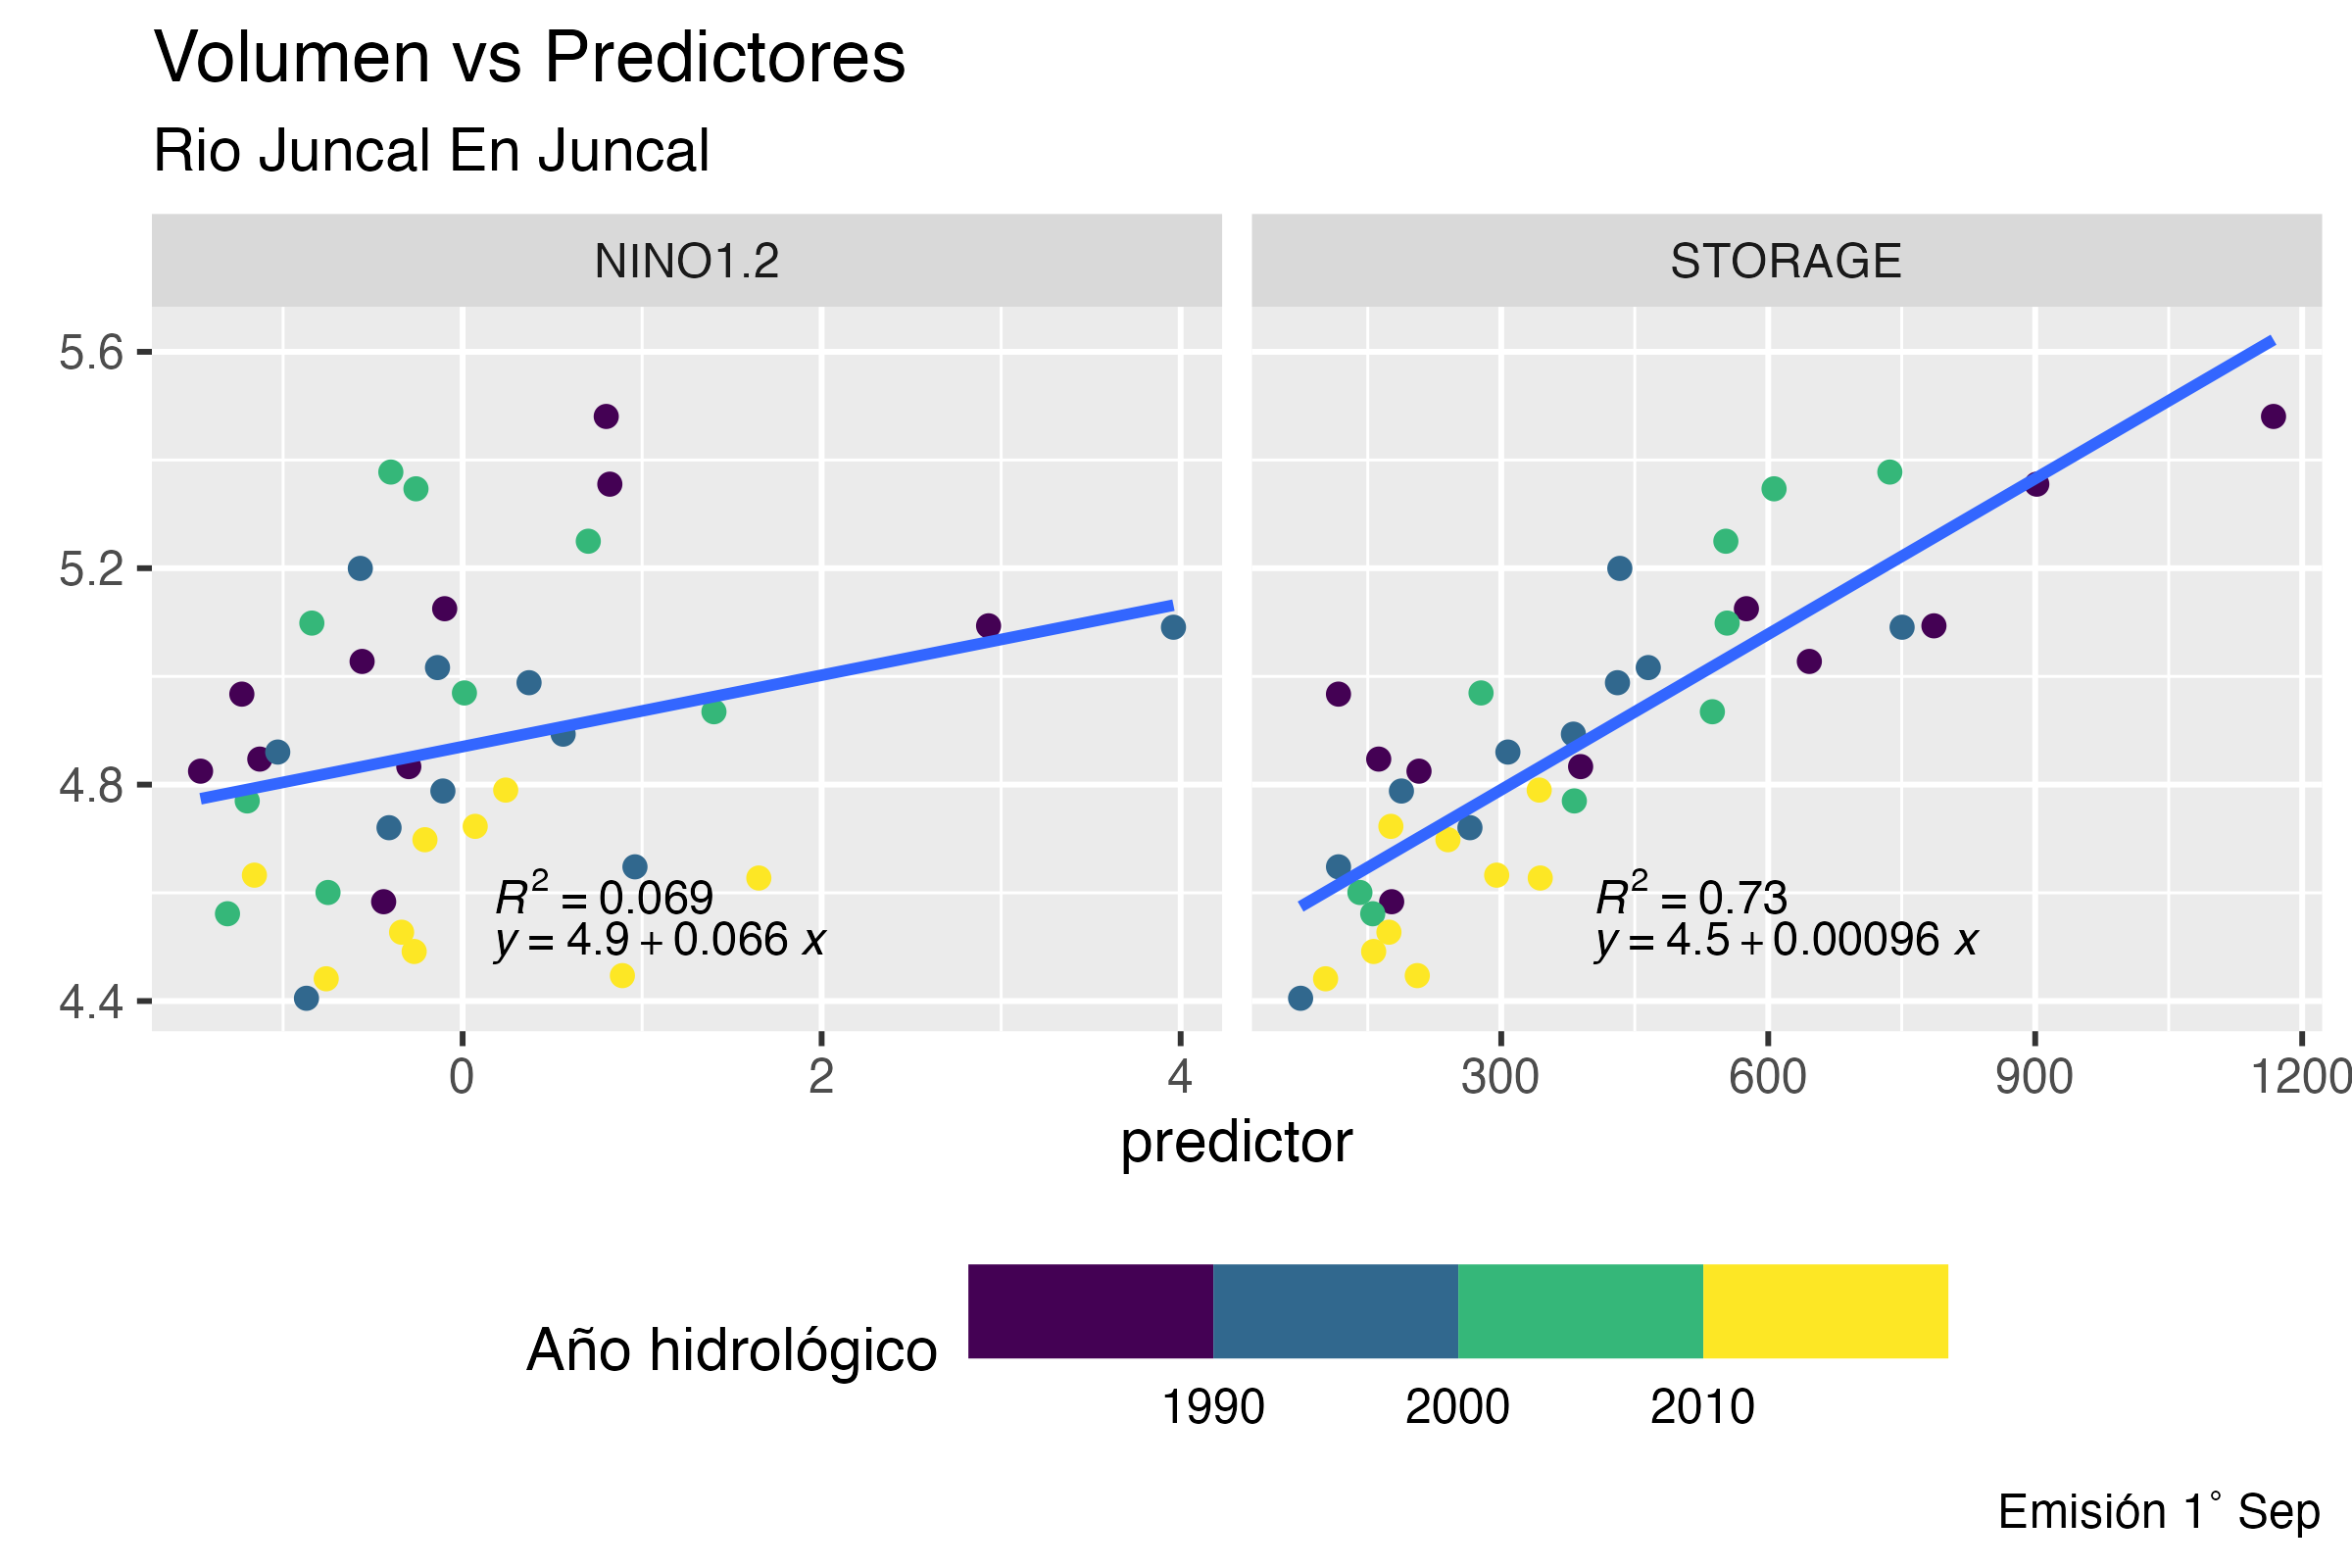 Volumen vs Predictores
Rio Juncal En Juncal
NINO1.2 STORAGE
5.6
5.2
4.8
4.4
R² = 0.069
y = 4.9 + 0.066 x
R² = 0.73
y = 4.5 + 0.00096 x
0 2 4 300 600 900 1200
predictor
Año hidrológico
1990 2000 2010
Emisión 1° Sep